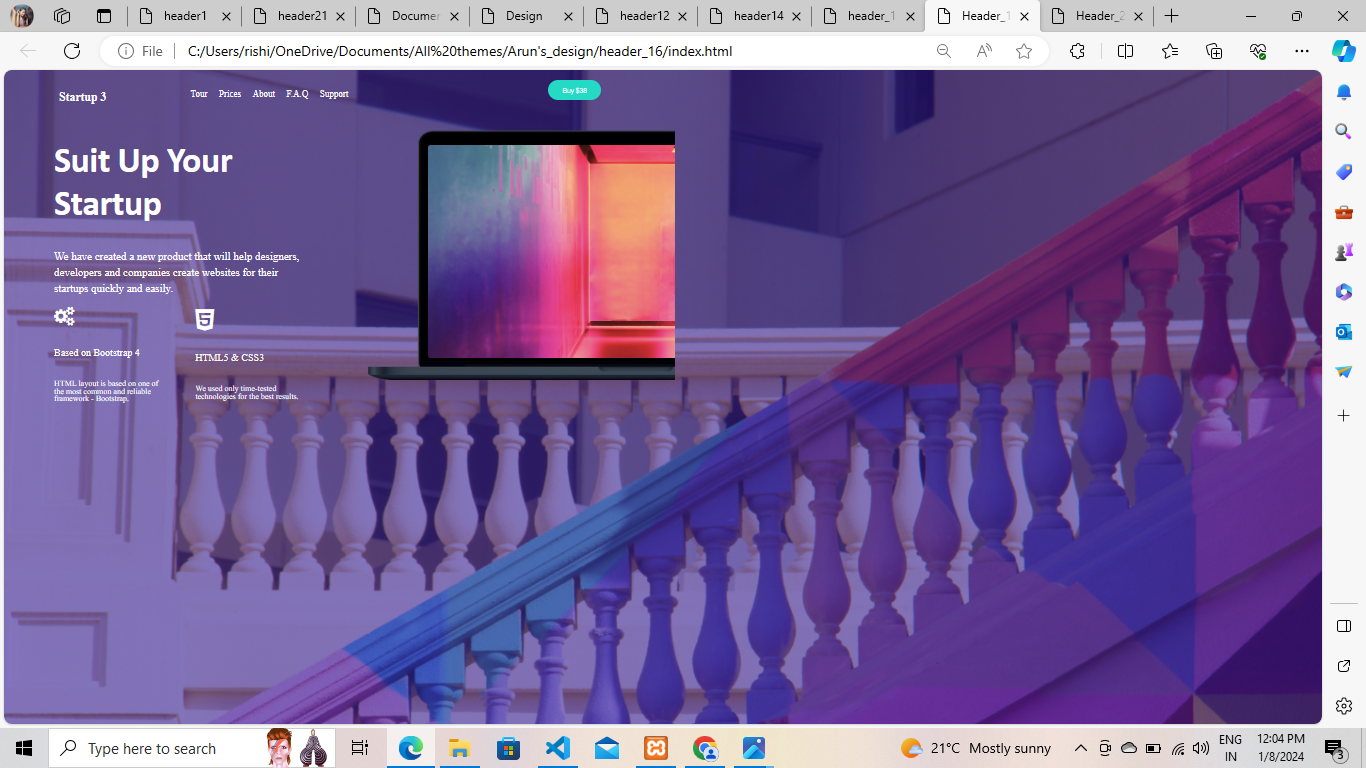 header1
header21
Documen
Design
header12
header14
header_1
Header_1
Header_2
File
C:/Users/rishi/OneDrive/Documents/All%20themes/Arun's_design/header_16/index.html
Startup 3
Tour Prices About F.A.Q Support
Buy $38
Suit Up Your
Startup
We have created a new product that will help designers,
developers and companies create websites for their
startups quickly and easily.
Based on Bootstrap 4
HTML layout is based on one of
the most common and reliable
framework - Bootstrap.
HTML5 & CSS3
We used only time-tested
technologies for the best results.
Type here to search
21°C Mostly sunny
ENG
IN
12:04 PM
1/8/2024
3